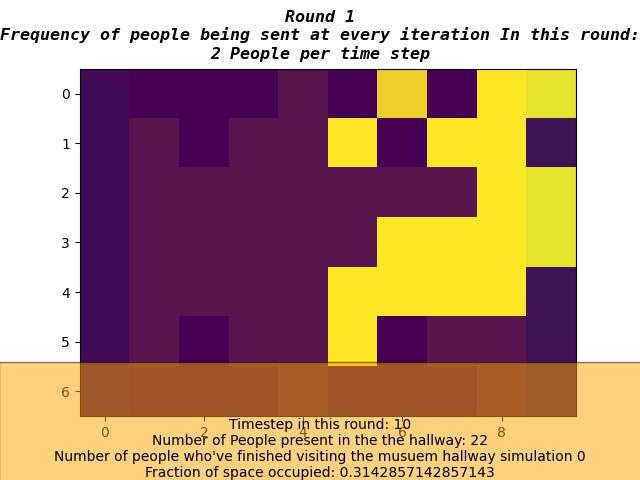 Round 1
Frequency of people being sent at every iteration In this round:
2 People per time step
0
1
2
3
4
5
6
0 2 4 6 8
Timestep in this round: 10
Number of People present in the the hallway: 22
Number of people who've finished visiting the musuem hallway simulation 0
Fraction of space occupied: 0.3142857142857143